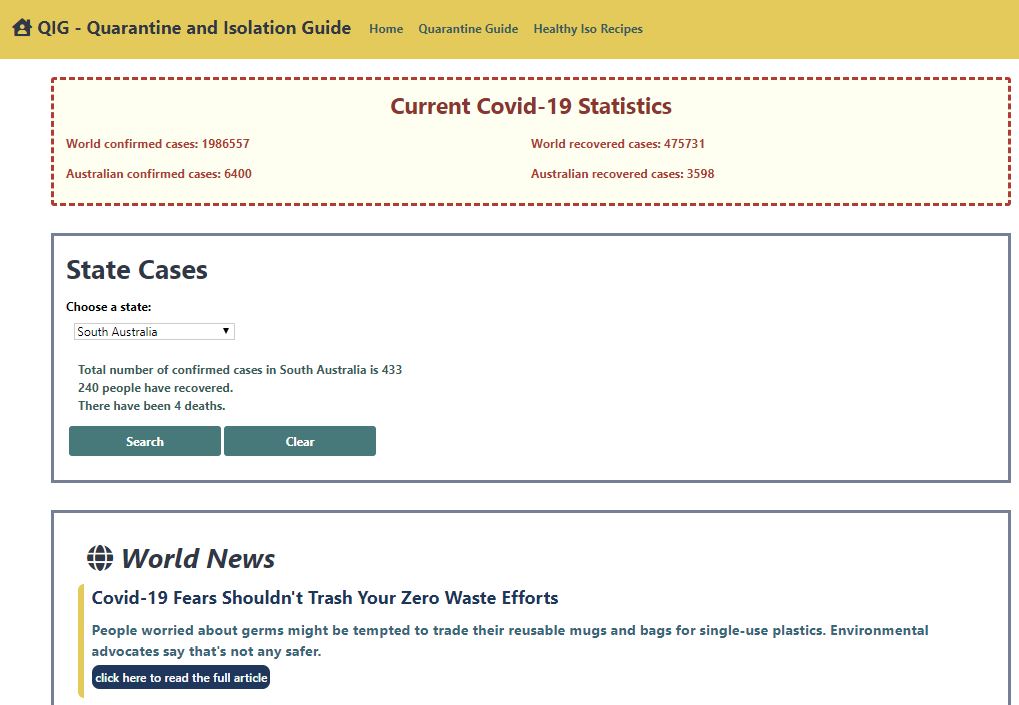 QIG - Quarantine and Isolation Guide Home Quarantine Guide Healthy Iso Recipes
Current Covid-19 Statistics
World confirmed cases: 1986557 World recovered cases: 475731
Australian confirmed cases: 6400 Australian recovered cases: 3598
State Cases
Choose a state:
South Australia
Total number of confirmed cases in South Australia is 433
240 people have recovered.
There have been 4 deaths.
Search Clear
World News
Covid-19 Fears Shouldn't Trash Your Zero Waste Efforts
People worried about germs might be tempted to trade their reusable mugs and bags for single-use plastics. Environmental
advocates say that's not any safer.
click here to read the full article